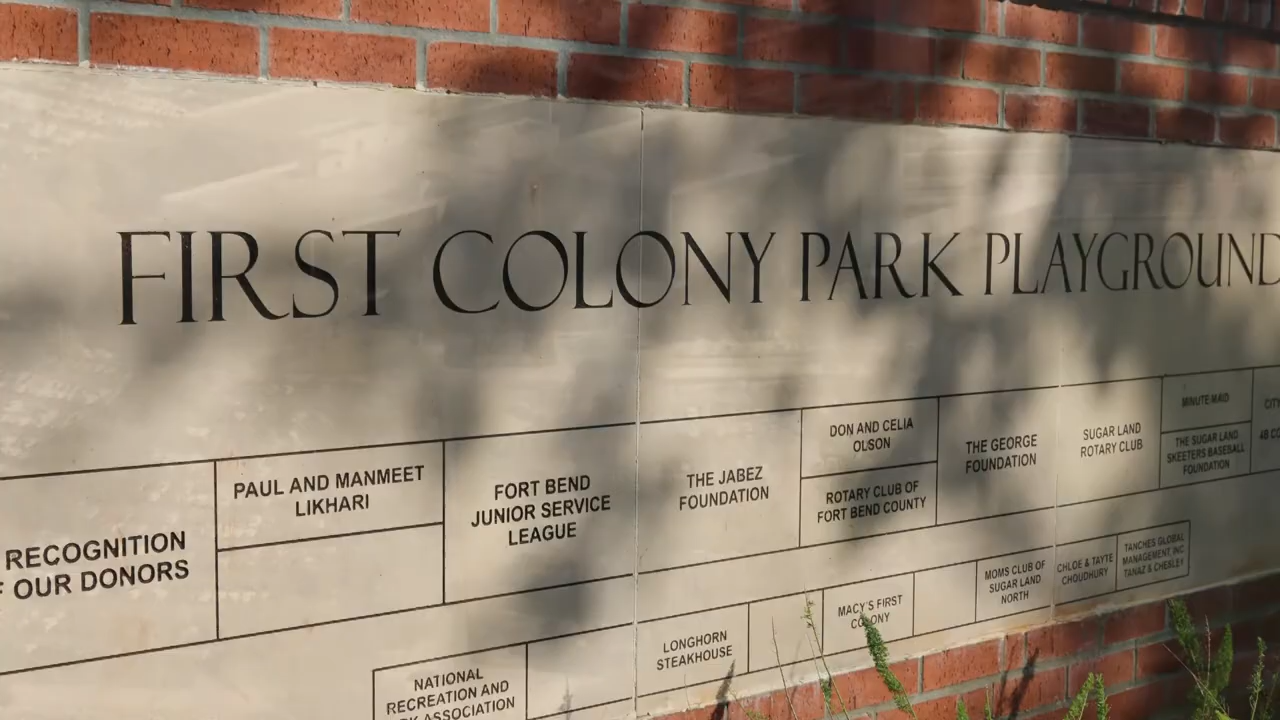 FIRST COLONY PARK PLAYGROUND
RECOGNITION
OUR DONORS
PAUL AND MANMEET
LIKHARI
FORT BEND
JUNIOR SERVICE
LEAGUE
THE JABEZ
FOUNDATION
DON AND CELIA
OLSON
ROTARY CLUB OF
FORT BEND COUNTY
THE GEORGE
FOUNDATION
SUGAR LAND
ROTARY CLUB
MINUTE MAID
THE SUGAR LAND
SKEETERS BASEBALL
FOUNDATION
NATIONAL
RECREATION AND
ASSOCIATION
LONGHORN
STEAKHOUSE
MACY'S FIRST
COLONY
MOMS CLUB OF
SUGAR LAND
NORTH
CHLOE & TAYTE
CHOUDHURY
TANCHES GLOBAL
MANAGEMENT, INC
TANAZ & CHESLEY